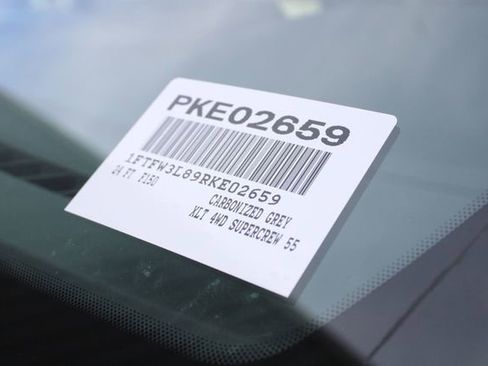 PKE02659
1FTFW3L89RKE02659
24 FT F150
CARBONIZED GREY
XLT 4WD SUPERCREW 55